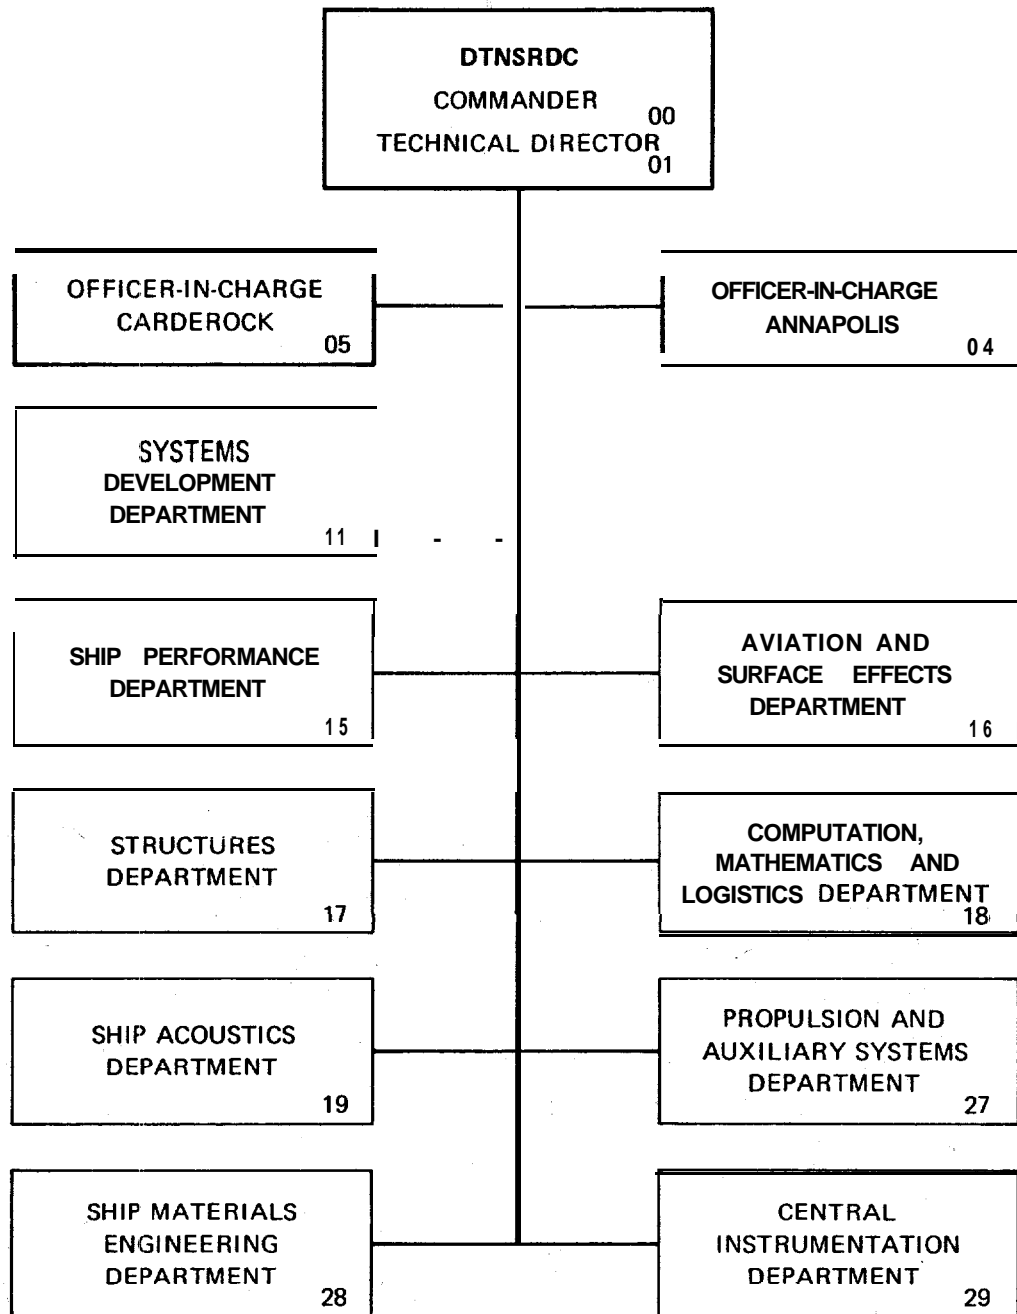 DTNSRDC
COMMANDER
00
TECHNICAL DIRECTOR
01
OFFICER-IN-CHARGE
CARDEROCK
05
OFFICER-IN-CHARGE
ANNAPOLIS
04
SYSTEMS
DEVELOPMENT
DEPARTMENT
11
SHIP PERFORMANCE
DEPARTMENT
15
AVIATION AND
SURFACE EFFECTS
DEPARTMENT
16
STRUCTURES
DEPARTMENT
17
COMPUTATION,
MATHEMATICS AND
LOGISTICS DEPARTMENT
18
SHIP ACOUSTICS
DEPARTMENT
19
PROPULSION AND
AUXILIARY SYSTEMS
DEPARTMENT
27
SHIP MATERIALS
ENGINEERING
DEPARTMENT
28
CENTRAL
INSTRUMENTATION
DEPARTMENT
29